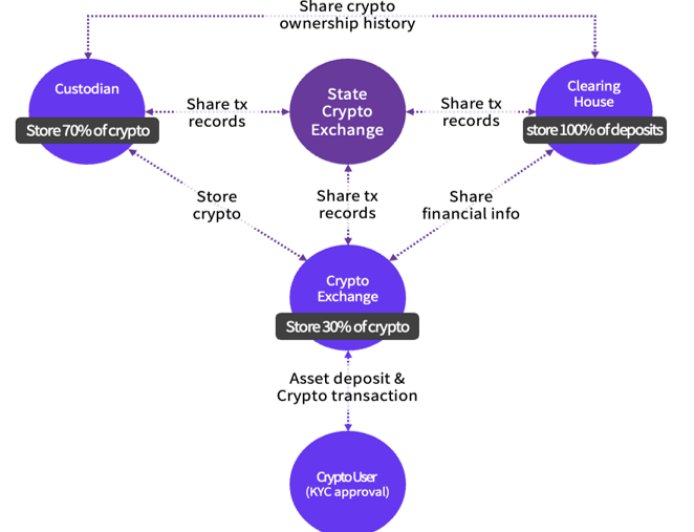 Share crypto
ownership history
Custodian
Store 70% of crypto
Share tx
records
State
Crypto
Exchange
Share tx
records
Clearing
House
store 100% of deposits
Store
crypto
Share tx
records
Share
financial info
Crypto
Exchange
Store 30% of crypto
Asset deposit &
Crypto transaction
Crypto User
(KYC approval)